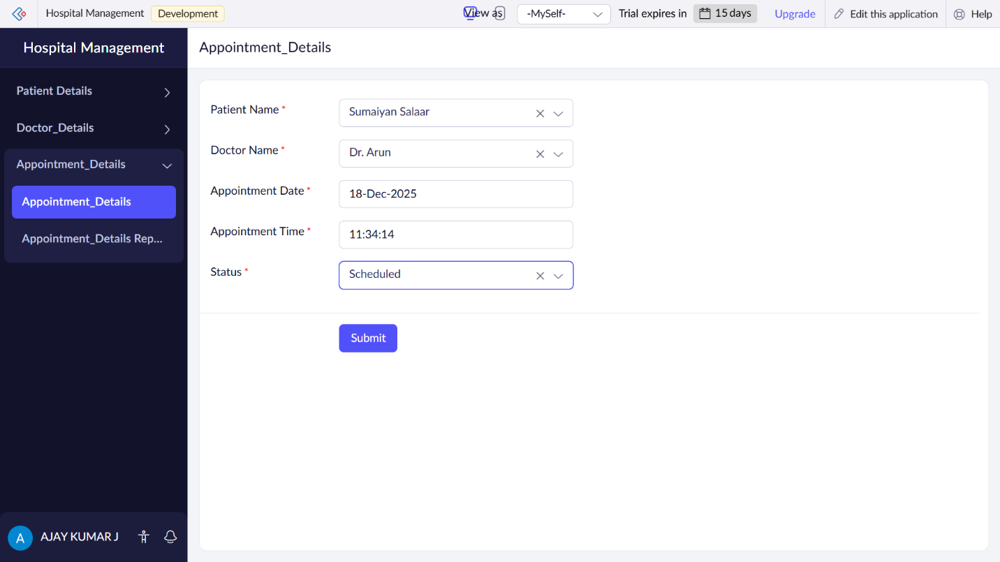 Hospital Management Development View as -MySelf- Trial expires in 15 days Upgrade Edit this application Help
Hospital Management
Patient Details
Doctor_Details
Appointment_Details
Appointment_Details
Appointment_Details Rep...
A AJAY KUMAR J
Appointment_Details
Patient Name * Sumaiyan Salaar
Doctor Name * Dr. Arun
Appointment Date * 18-Dec-2025
Appointment Time * 11:34:14
Status * Scheduled
Submit